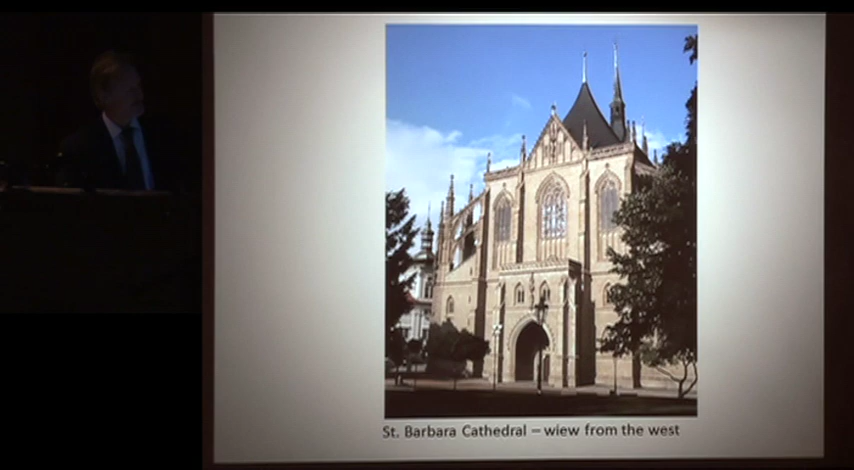 St. Barbara Cathedral – wiew from the west